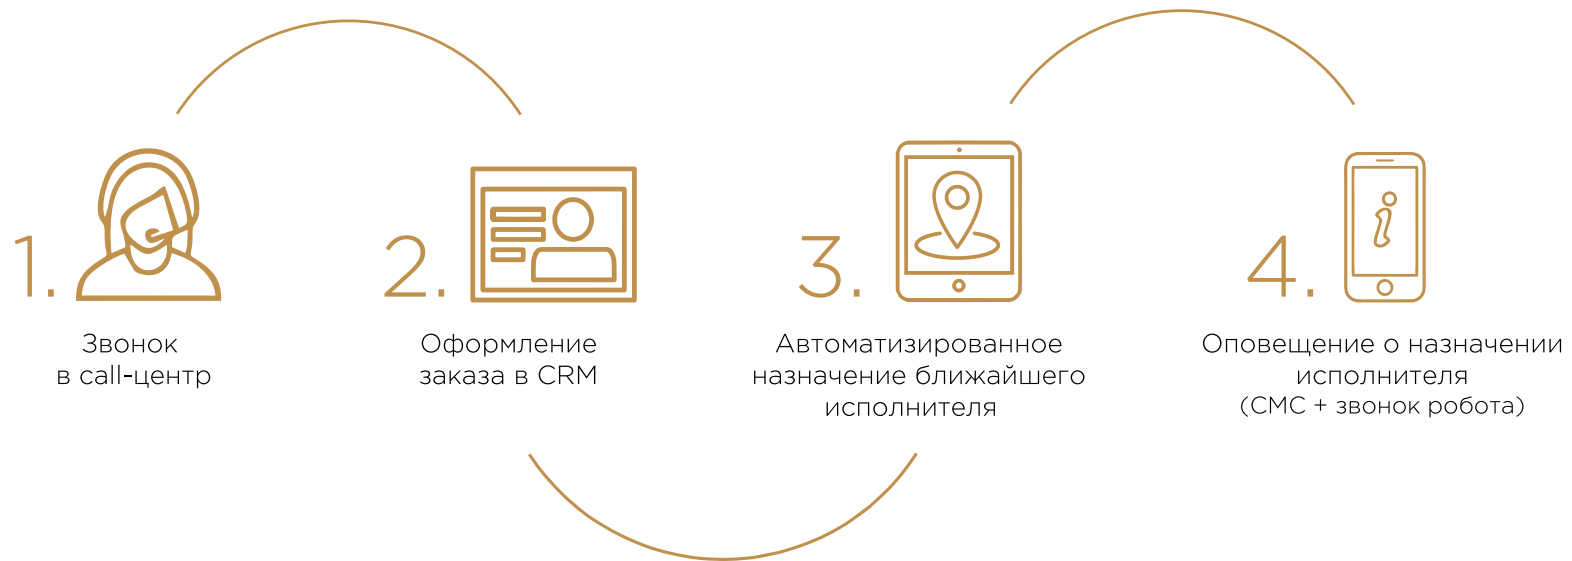 1.
Звонок
в call-центр
2.
Оформление
заказа в CRM
3.
Автоматизированное
назначение ближайшего
исполнителя
4.
Оповещение о назначении
исполнителя
(СМС + звонок робота)